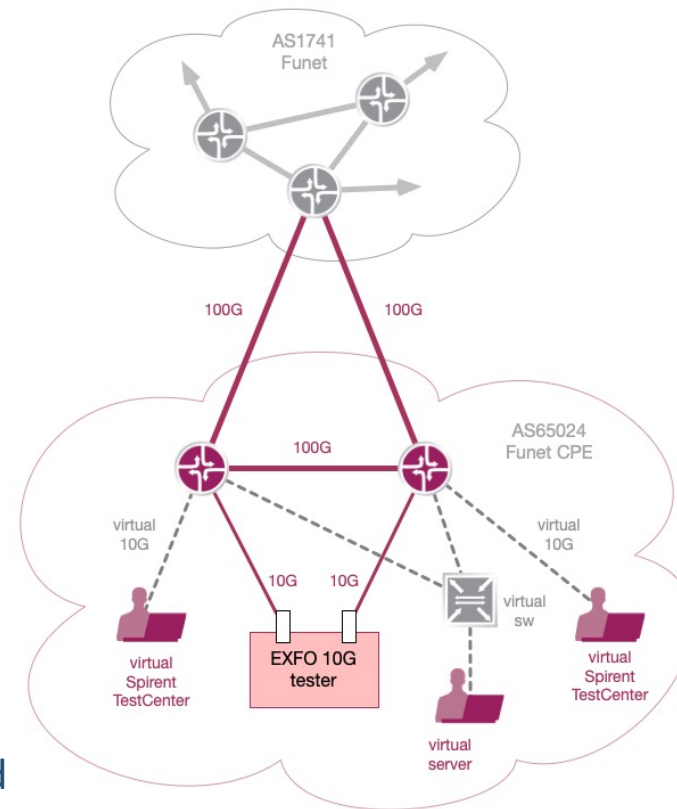 AS1741
Funet
100G
100G
100G
AS65024
Funet CPE
virtual
10G
virtual
10G
10G
10G
virtual
sw
EXFO 10G
tester
virtual
Spirent
TestCenter
virtual
Spirent
TestCenter
virtual
server